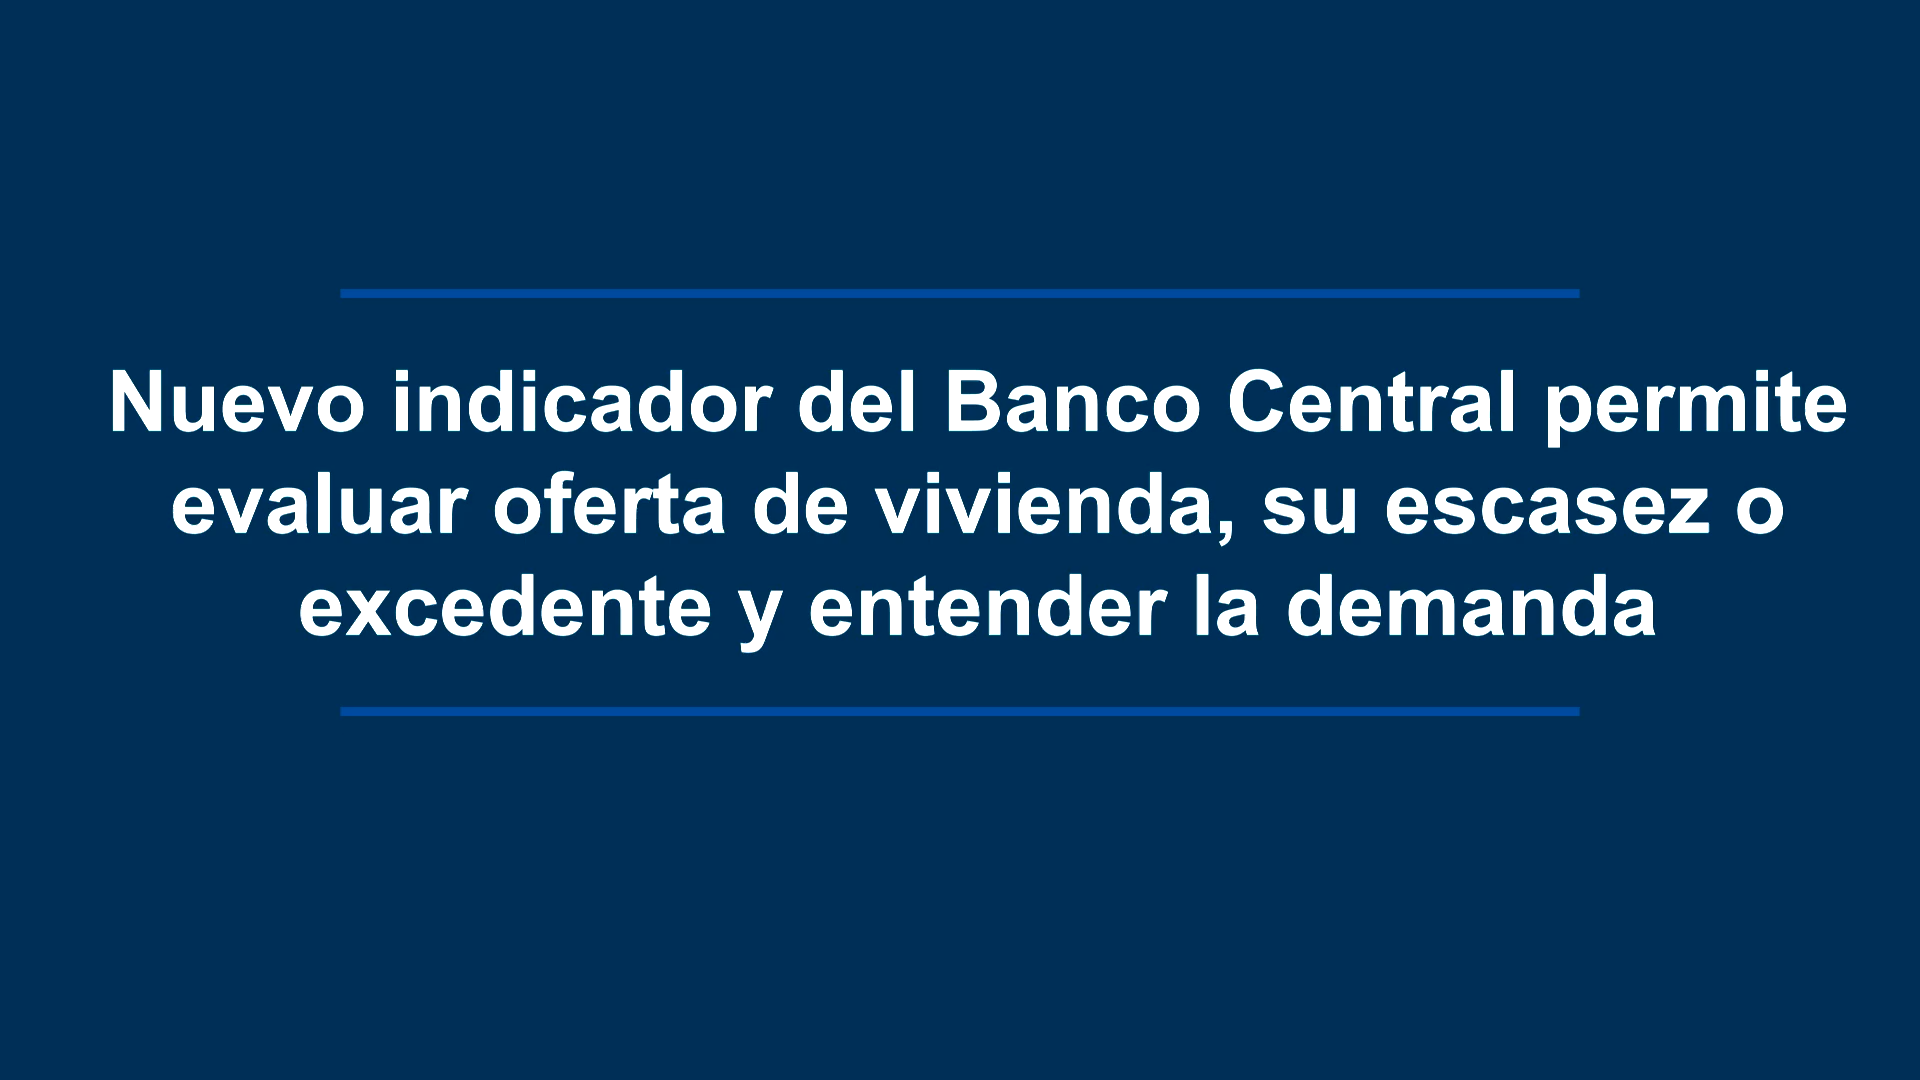 Nuevo indicador del Banco Central permite
evaluar oferta de vivienda, su escasez o
excedente y entender la demanda